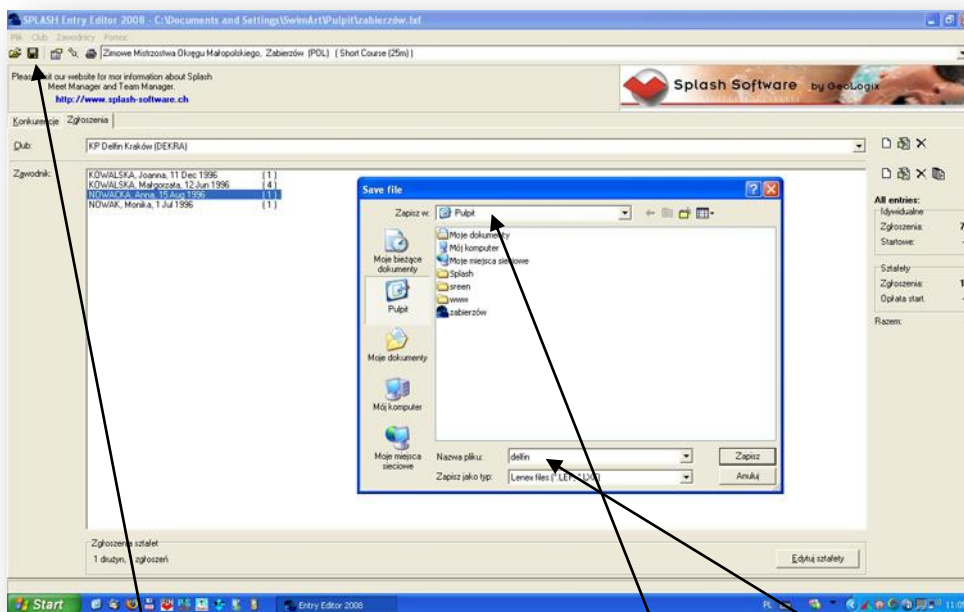 SPLASH Entry Editor 2008 - C:\Documents and Settings\SwimArt\Pulpit\zabierzów.lxf
Plik Club Zawodnicy Pomoc
Zimowe Mistrzostwa Okręgu Małopolskiego, Zabierzów (POL) ( Short Course (25m) )
Please visit our website for mor information about Splash
Meet Manager and Team Manager.
http://www.splash-software.ch
Splash Software by GeoLogix
Konkurencje Zgłoszenia
Club: KP Delfin Kraków (DEKRA)
Zawodnik:
KOWALSKA, Joanna, 11 Dec 1996 ( 1 )
KOWALSKA, Małgorzata, 12 Jun 1996 ( 4 )
NOWACKA, Anna, 15 Aug 1996 ( 1 )
NOWAK, Monika, 1 Jul 1996 ( 1 )
Save file
Zapisz w: Pulpit
Moje bieżące dokumenty
Pulpit
Moje dokumenty
Mój komputer
Moje miejsca sieciowe
Moje dokumenty
Mój komputer
Moje miejsca sieciowe
Splash
sreen
www
zabierzów
Nazwa pliku: delfin
Zapisz
Zapisz jako typ: Lenex files (*.LEF, *.LXF)
Anuluj
All entries:
Idywidualne
Zgłoszenia: 7
Startowe: -
Sztafety
Zgłoszenia: 1
Opłata start. -
Razem:
Zgłoszenia sztafet
1 drużyn, zgłoszeń
Edytuj sztafety
Start
Entry Editor 2008
PL
11:05